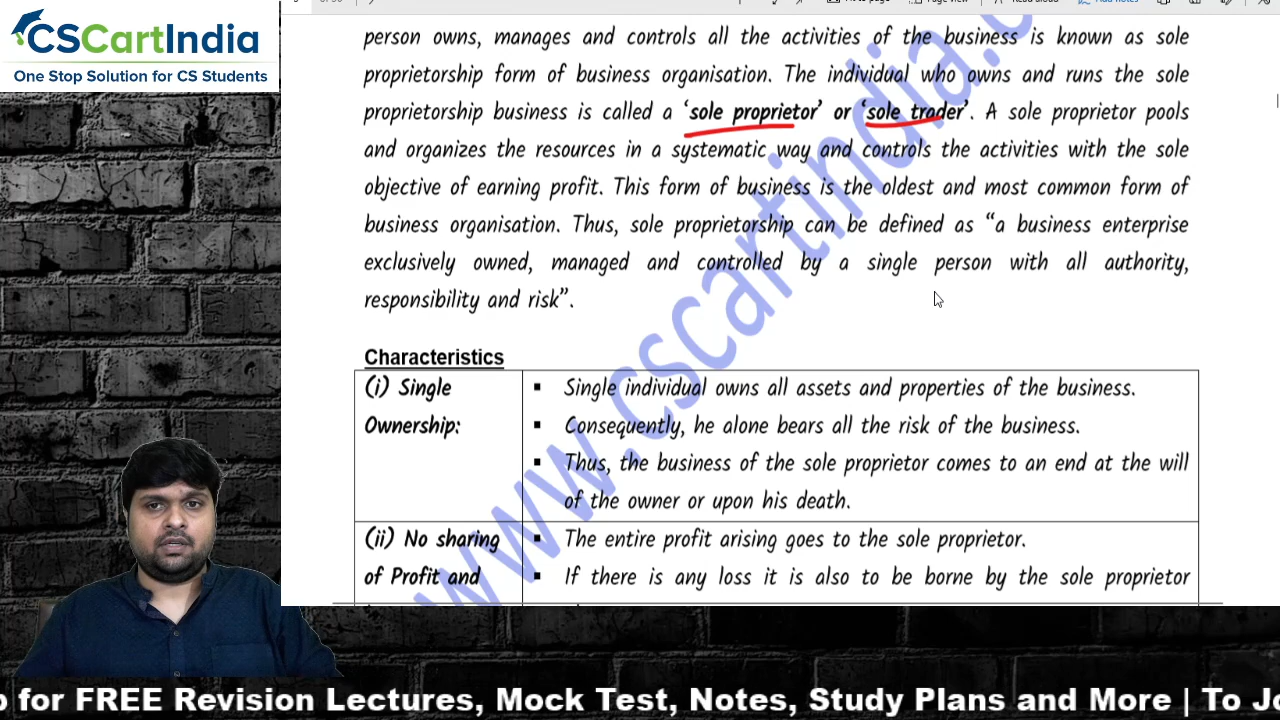 CSCartIndia
One Stop Solution for CS Students
person owns, manages and controls all the activities of the business is known as sole
proprietorship form of business organisation. The individual who owns and runs the sole
proprietorship business is called a ‘sole proprietor’ or ‘sole trader’. A sole proprietor pools
and organizes the resources in a systematic way and controls the activities with the sole
objective of earning profit. This form of business is the oldest and most common form of
business organisation. Thus, sole proprietorship can be defined as “a business enterprise
exclusively owned, managed and controlled by a single person with all authority,
responsibility and risk”.
Characteristics
(i) Single
Ownership:
▪ Single individual owns all assets and properties of the business.
▪ Consequently, he alone bears all the risk of the business.
▪ Thus, the business of the sole proprietor comes to an end at the will
of the owner or upon his death.
(ii) No sharing
of Profit and
▪ The entire profit arising goes to the sole proprietor.
▪ If there is any loss it is also to be borne by the sole proprietor
www.cscartindia.c
for FREE Revision Lectures, Mock Test, Notes, Study Plans and More | To